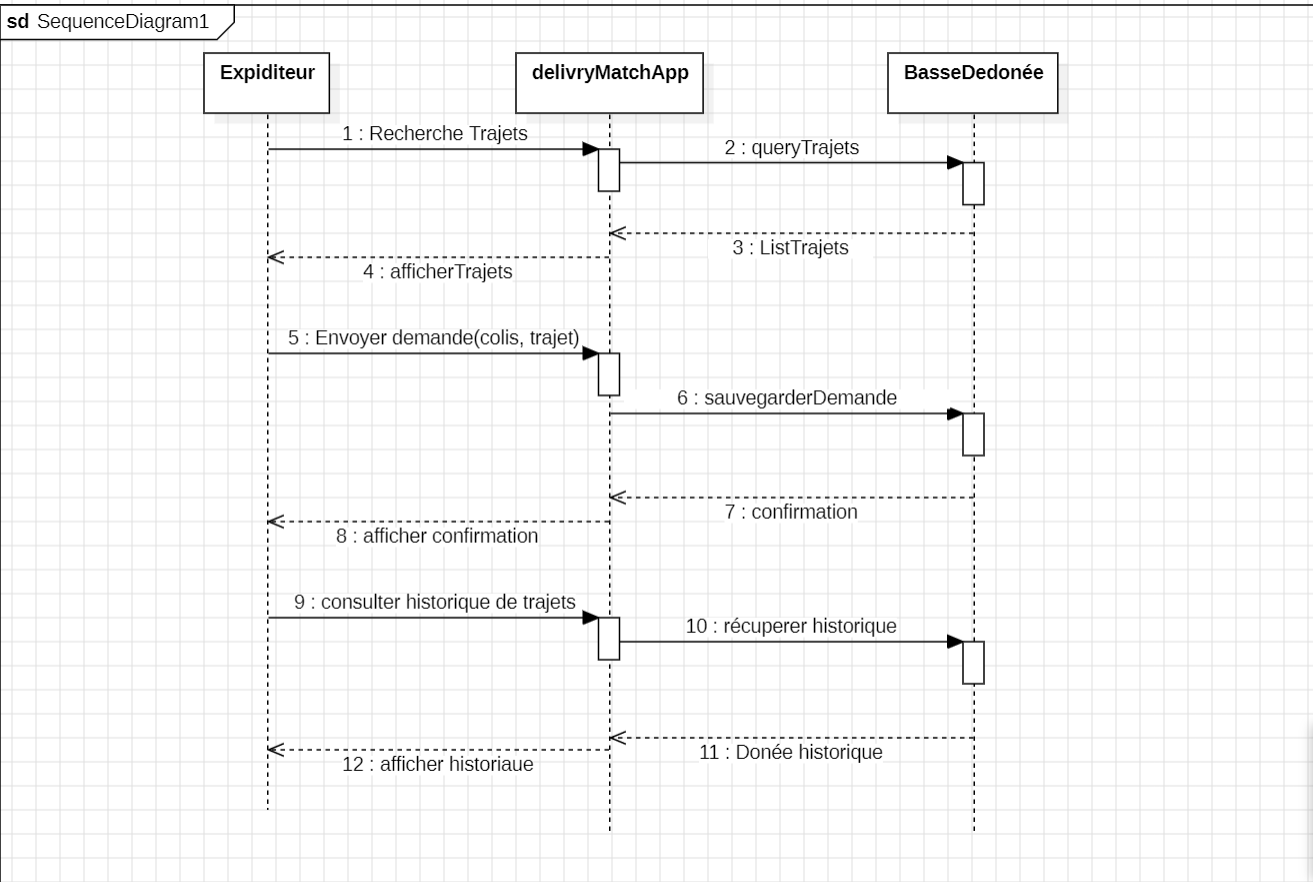 sd SequenceDiagram1
Expiditeur
delivryMatchApp
BasseDedonée
1 : Recherche Trajets
2 : queryTrajets
3 : ListTrajets
4 : afficherTrajets
5 : Envoyer demande(colis, trajet)
6 : sauvegarderDemande
7 : confirmation
8 : afficher confirmation
9 : consulter historique de trajets
10 : récuperer historique
11 : Donée historique
12 : afficher historiaue